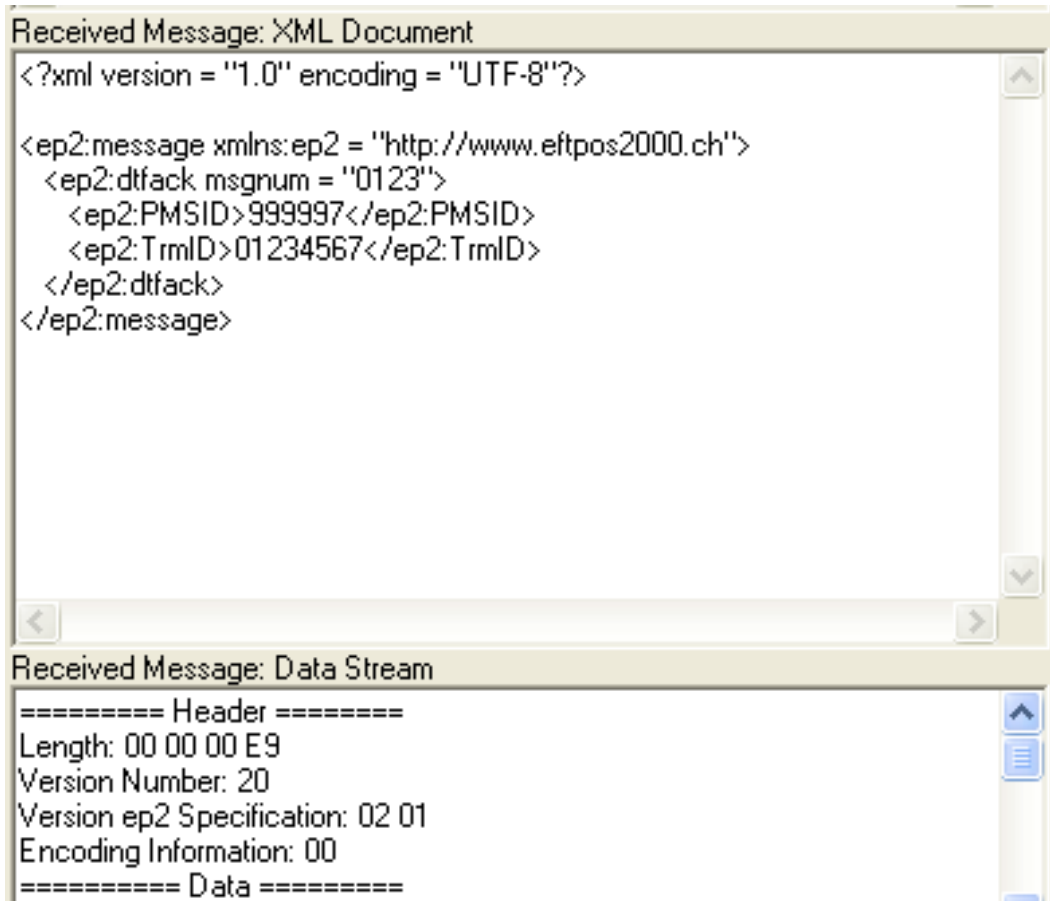 Received Message: XML Document
<?xml version = "1.0" encoding = "UTF-8"?>
<ep2:message xmlns:ep2 = "http://www.eftpos2000.ch">
<ep2:dtfack msgnum = "0123">
<ep2:PMSID>999997</ep2:PMSID>
<ep2:TrmID>01234567</ep2:TrmID>
</ep2:dtfack>
</ep2:message>
Received Message: Data Stream
========= Header ========
Length: 00 00 00 E9
Version Number: 20
Version ep2 Specification: 02 01
Encoding Information: 00
========== Data =========